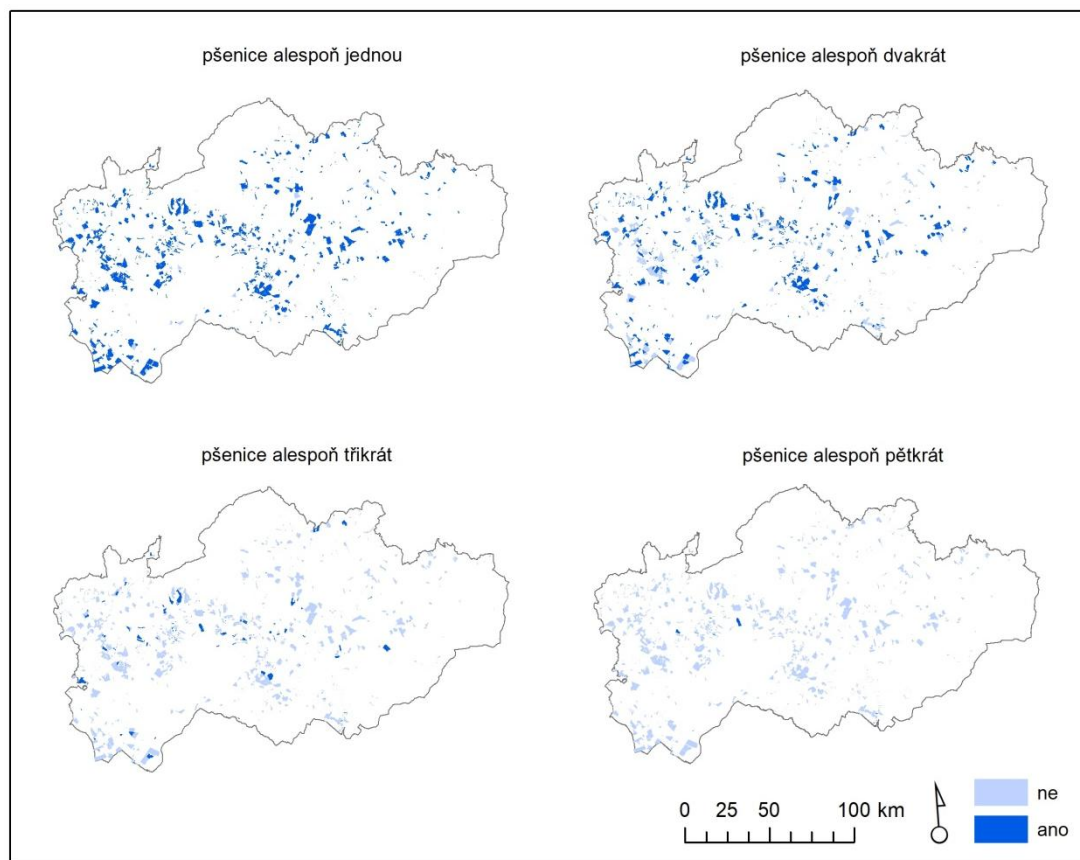 pšenice alespoň jednou
pšenice alespoň dvakrát
pšenice alespoň třikrát
pšenice alespoň pětkrát
0 25 50 100 km
ne
ano